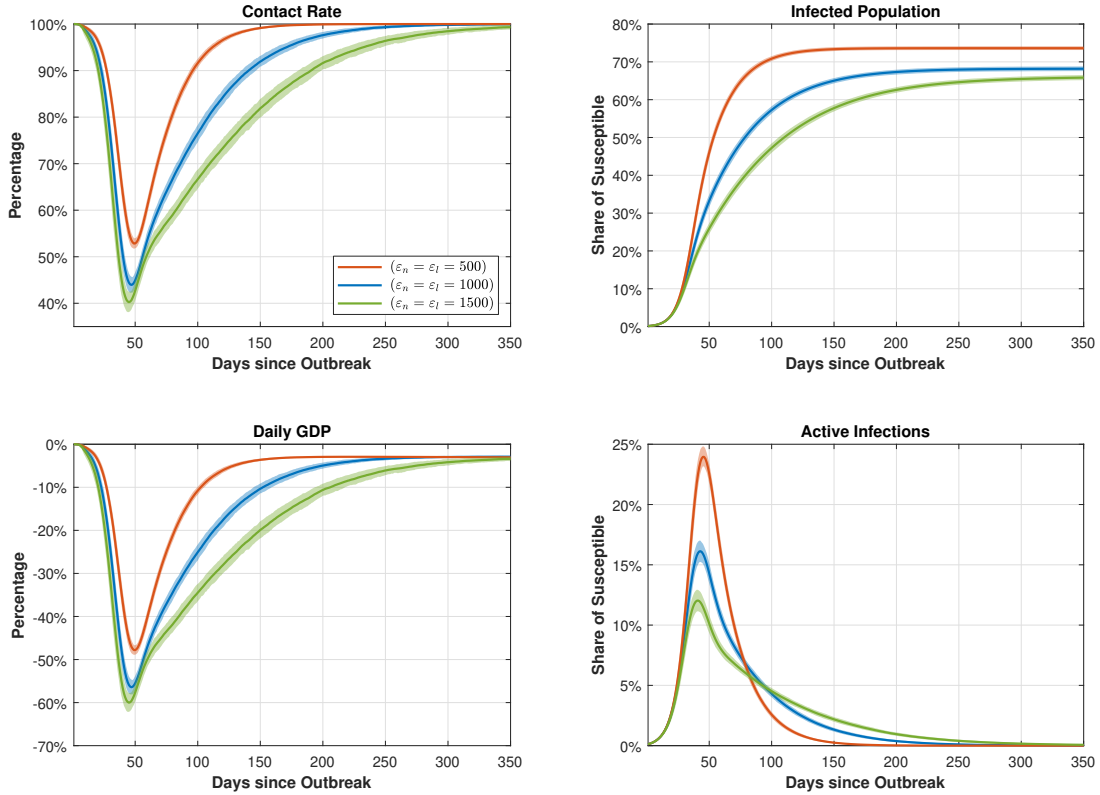 Contact Rate
100%
90%
80%
70%
60%
50%
40%
Percentage
50 100 150 200 250 300 350
Days since Outbreak
(εₙ = εₗ = 500)
(εₙ = εₗ = 1000)
(εₙ = εₗ = 1500)
Infected Population
80%
70%
60%
50%
40%
30%
20%
10%
0%
Share of Susceptible
50 100 150 200 250 300 350
Days since Outbreak
Daily GDP
0%
-10%
-20%
-30%
-40%
-50%
-60%
-70%
Percentage
50 100 150 200 250 300 350
Days since Outbreak
Active Infections
25%
20%
15%
10%
5%
0%
Share of Susceptible
50 100 150 200 250 300 350
Days since Outbreak